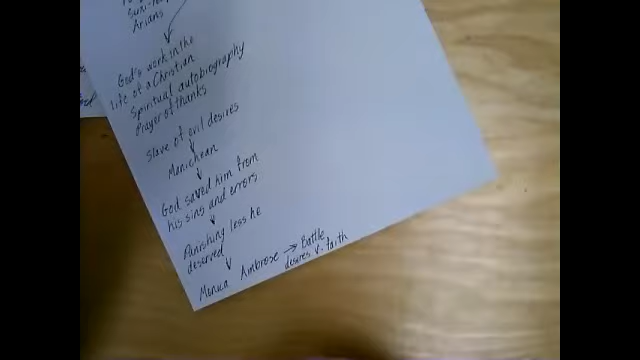 Arians
God's work in the
life of a Christian
Spiritual autobiography
Prayer of thanks
Slave of evil desires
Manichean
God saved him from
his sins and errors
Punishing less he
deserved
Monica Ambrose → Battle
desires v. faith